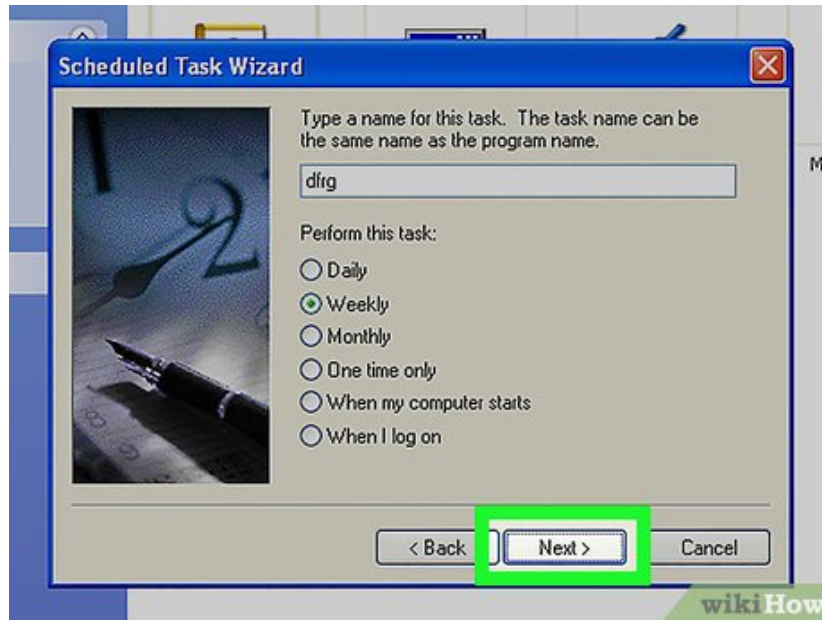 Scheduled Task Wizard
Type a name for this task. The task name can be
the same name as the program name.
dfrg
Perform this task:
Daily
Weekly
Monthly
One time only
When my computer starts
When I log on
< Back
Next >
Cancel
M
wikiHow